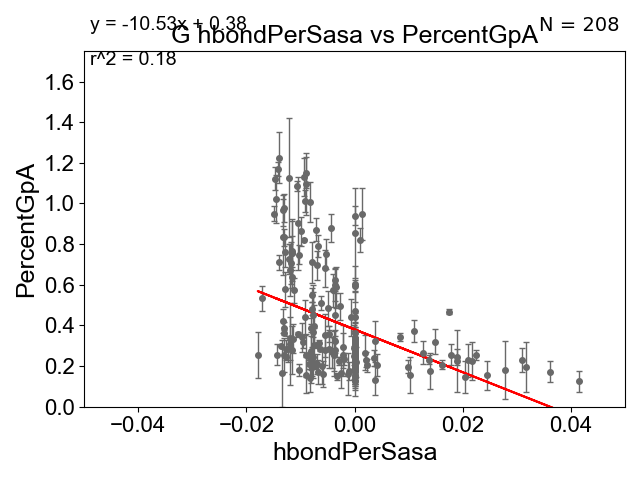 y = -10.53x + 0.38
G hbondPerSasa vs PercentGpA
N = 208
r^2 = 0.18
PercentGpA
1.6
1.4
1.2
1.0
0.8
0.6
0.4
0.2
0.0
−0.04 −0.02 0.00 0.02 0.04
hbondPerSasa